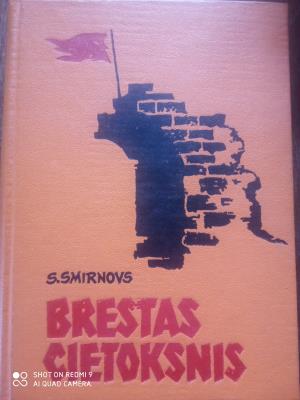 S.SMIRNOVS
BRESTAS
CIETOKSNIS
SHOT ON REDMI 9
AI QUAD CAMERA